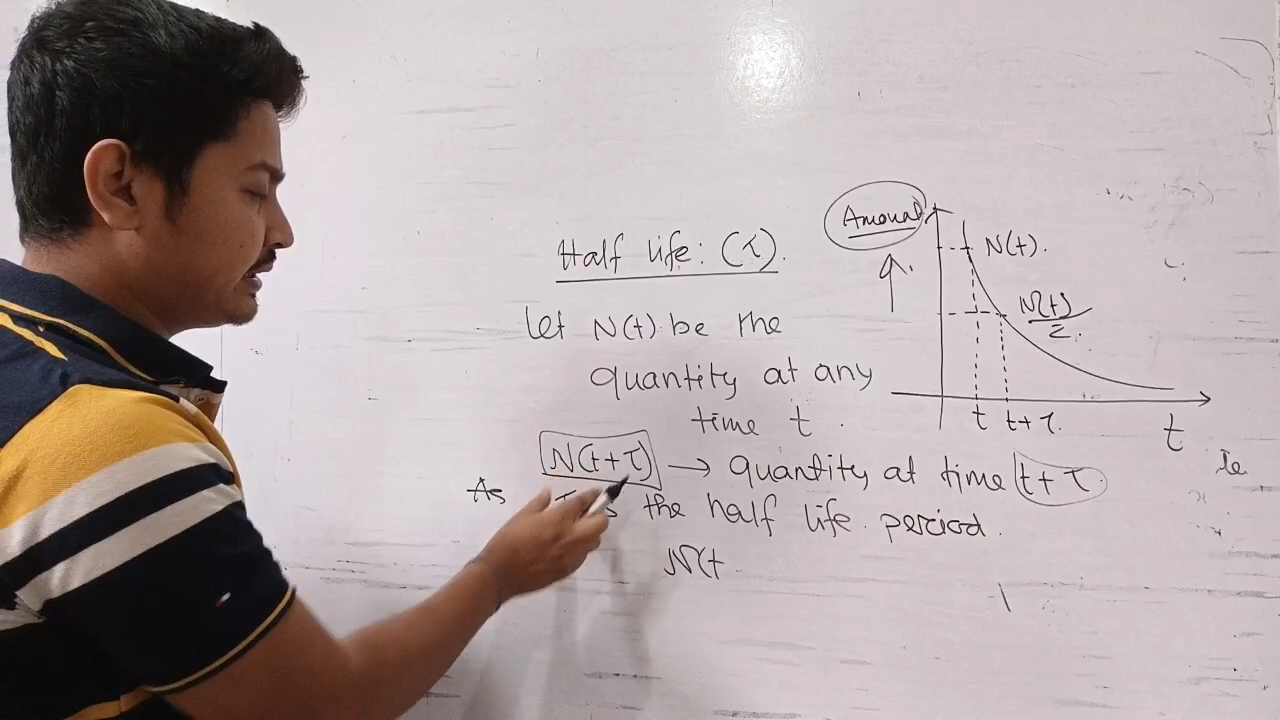 Half life: (τ).
let N(t) be the
quantity at any
time t.
N(t+τ) → quantity at time t+τ
As the half life period.
N(t
Amount
N(t).
N(t)/2.
t t+τ.
t